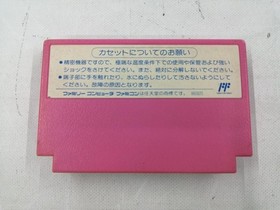 カセットについてのお願い
●精密機器ですので、極端な温度条件下での使用や保管および強い
ショックをさけてください。また、絶対に分解しないでください。
●端子部に手を触れたり、水にぬらしたりして汚さないようにして
ください。故障の原因となります。
ファミリー コンピュータ ファミコンは任天堂の商標です。